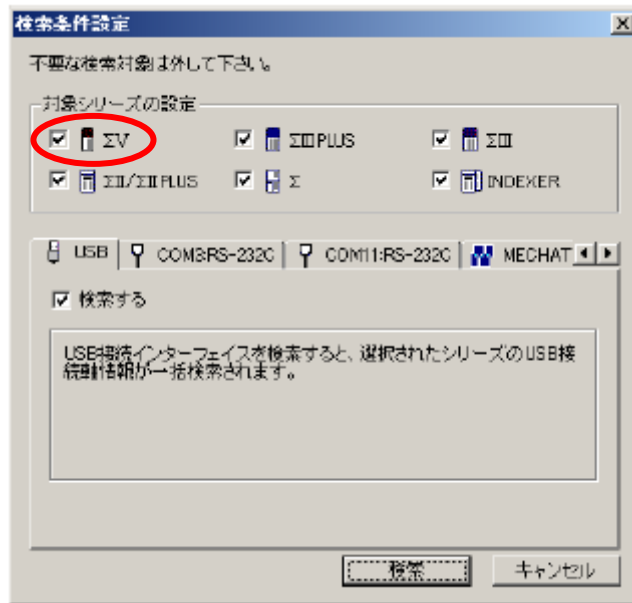 検索条件設定
不要な検索対象は外して下さい。
対象シリーズの設定
ΣV
ΣIII PLUS
ΣIII
ΣII/ΣII PLUS
Σ
INDEXER
USB
COM3:RS-232C
COM11:RS-232C
MECHAT
検索する
USB接続インターフェイスを検索すると、選択されたシリーズのUSB接
続軸情報が一括検索されます。
検索
キャンセル